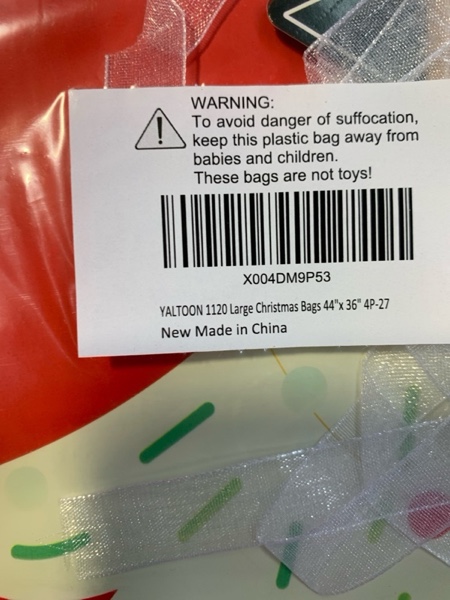 WARNING:
To avoid danger of suffocation,
keep this plastic bag away from
babies and children.
These bags are not toys!
X004DM9P53
YALTOON 1120 Large Christmas Bags 44"x 36" 4P-27
New Made in China